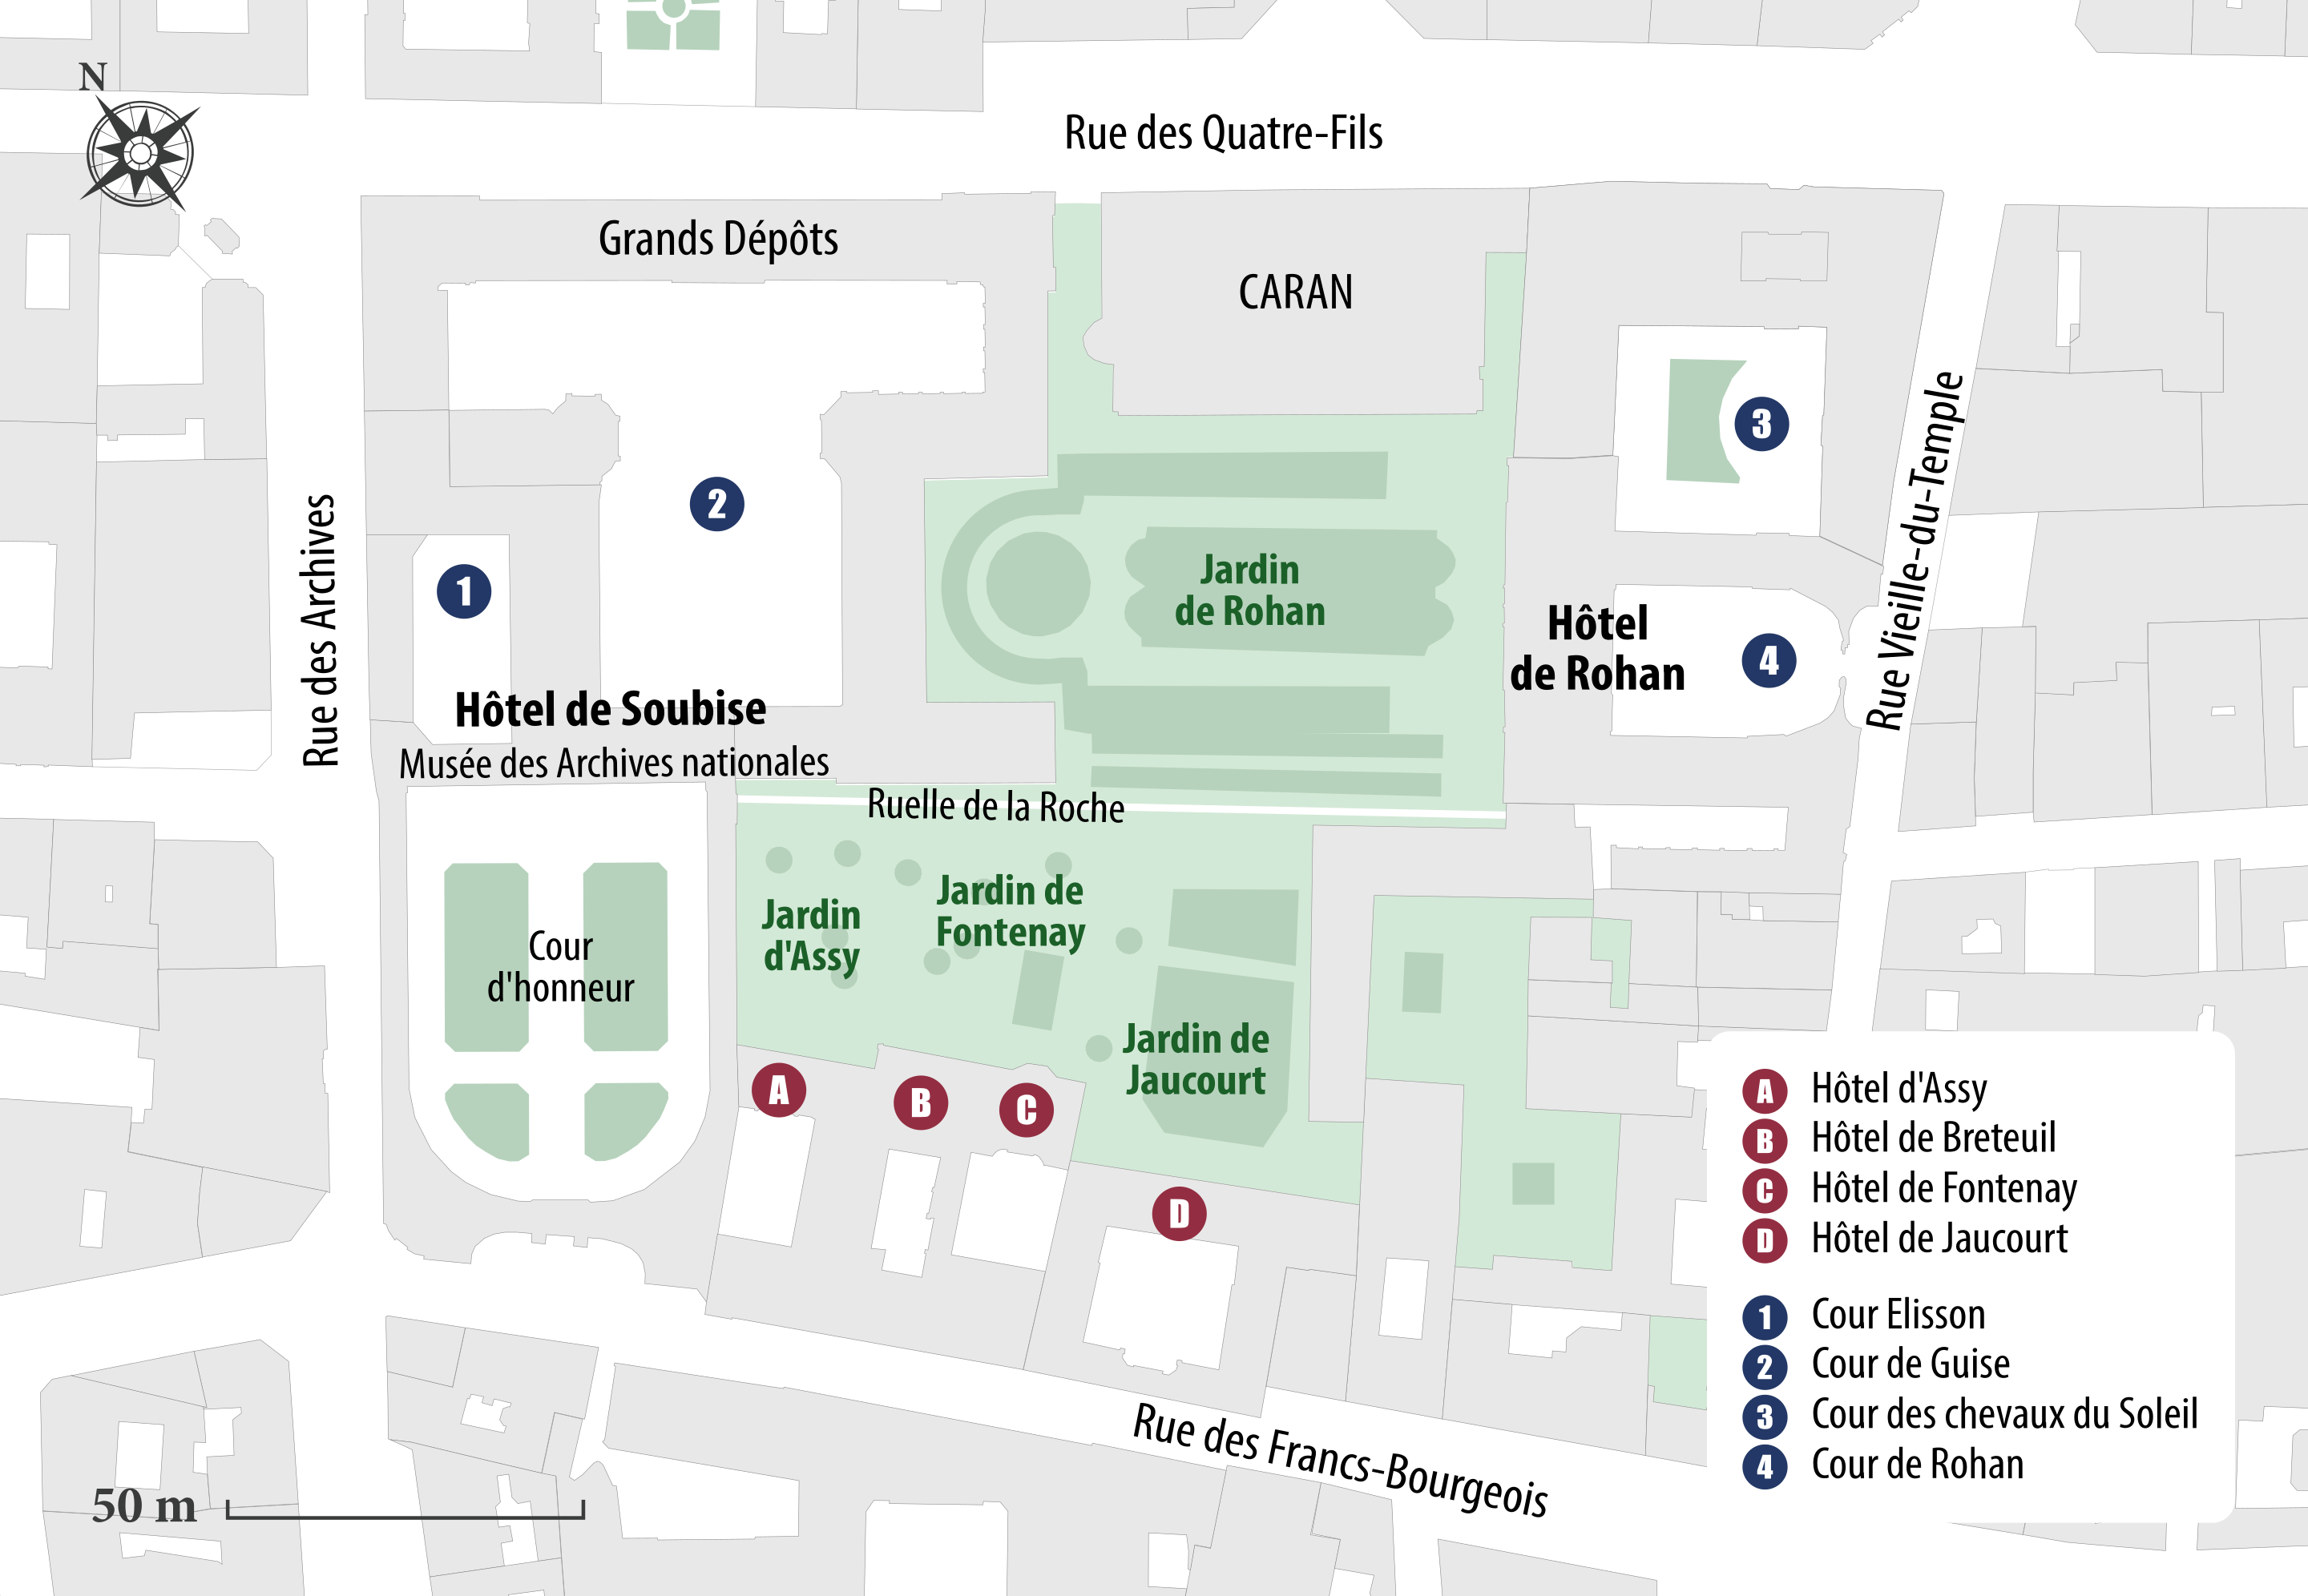 N
Rue des Quatre-Fils
Grands Dépôts
CARAN
3
Rue Vieille-du-Temple
Rue des Archives
2
1
Jardin
de Rohan
Hôtel
de Rohan
4
Hôtel de Soubise
Musée des Archives nationales
Ruelle de la Roche
Jardin
d'Assy
Jardin de
Fontenay
Cour
d'honneur
Jardin de
Jaucourt
A
B
C
D
Rue des Francs-Bourgeois
50 m
A Hôtel d'Assy
B Hôtel de Breteuil
C Hôtel de Fontenay
D Hôtel de Jaucourt
1 Cour Elisson
2 Cour de Guise
3 Cour des chevaux du Soleil
4 Cour de Rohan